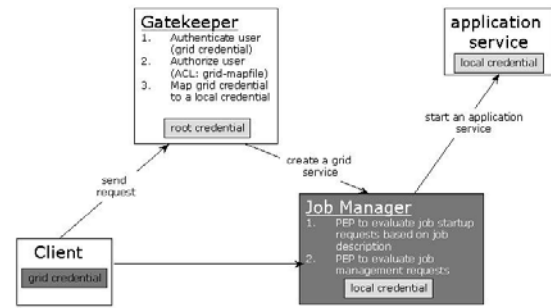 Gatekeeper
1. Authenticate user
(grid credential)
2. Authorize user
(ACL: grid-mapfile)
3. Map grid credential
to a local credential
root credential
application
service
local credential
start an application
service
send
request
create a grid
service
Job Manager
1. PEP to evaluate job startup
requests based on job
description
2. PEP to evaluate job
management requests
local credential
Client
grid credential